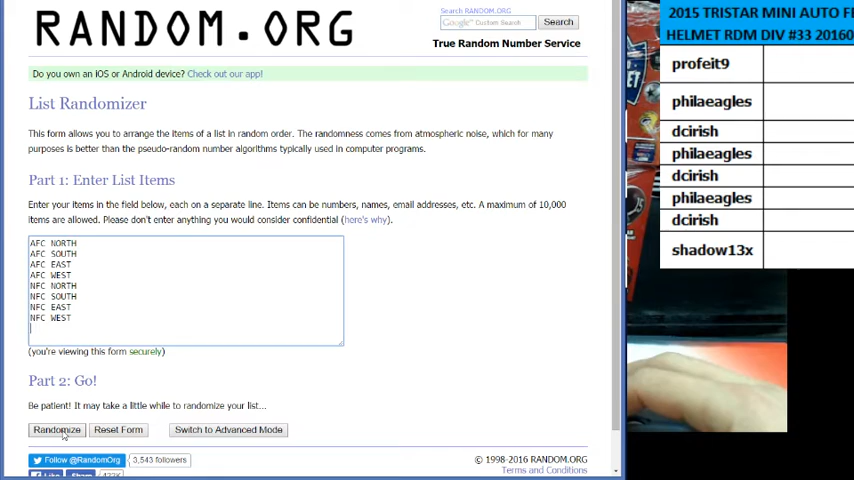 RANDOM.ORG
Search RANDOM.ORG
Google™ Custom Search
Search
True Random Number Service
Do you own an iOS or Android device? Check out our app!
List Randomizer
This form allows you to arrange the items of a list in random order. The randomness comes from atmospheric noise, which for many
purposes is better than the pseudo-random number algorithms typically used in computer programs.
Part 1: Enter List Items
Enter your items in the field below, each on a separate line. Items can be numbers, names, email addresses, etc. A maximum of 10,000
items are allowed. Please don't enter anything you would consider confidential (here's why).
AFC NORTH
AFC SOUTH
AFC EAST
AFC WEST
NFC NORTH
NFC SOUTH
NFC EAST
NFC WEST
(you're viewing this form securely)
Part 2: Go!
Be patient! It may take a little while to randomize your list...
Randomize
Reset Form
Switch to Advanced Mode
Follow @RandomOrg
3,543 followers
Like
Share
© 1998-2016 RANDOM.ORG
Terms and Conditions
2015 TRISTAR MINI AUTO F
HELMET RDM DIV #33 20160
profeit9
philaeagles
dcirish
philaeagles
dcirish
philaeagles
dcirish
shadow13x